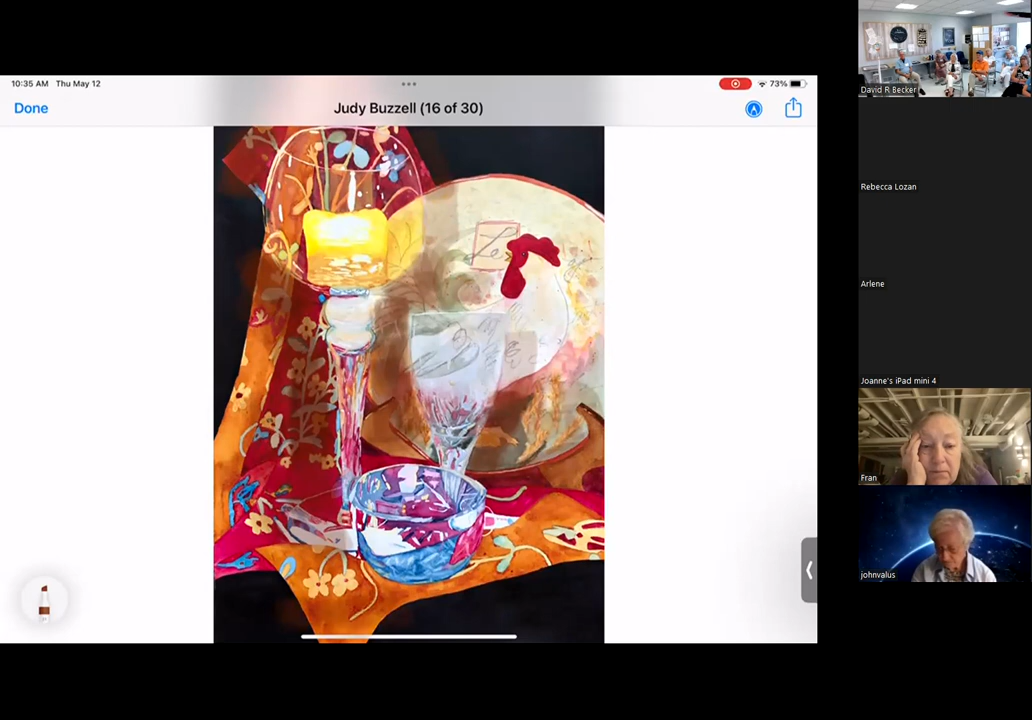 10:35 AM Thu May 12
73%
Done
Judy Buzzell (16 of 30)
Le
David R Becker
Rebecca Lozan
Arlene
Joanne's iPad mini 4
Fran
johnvalus